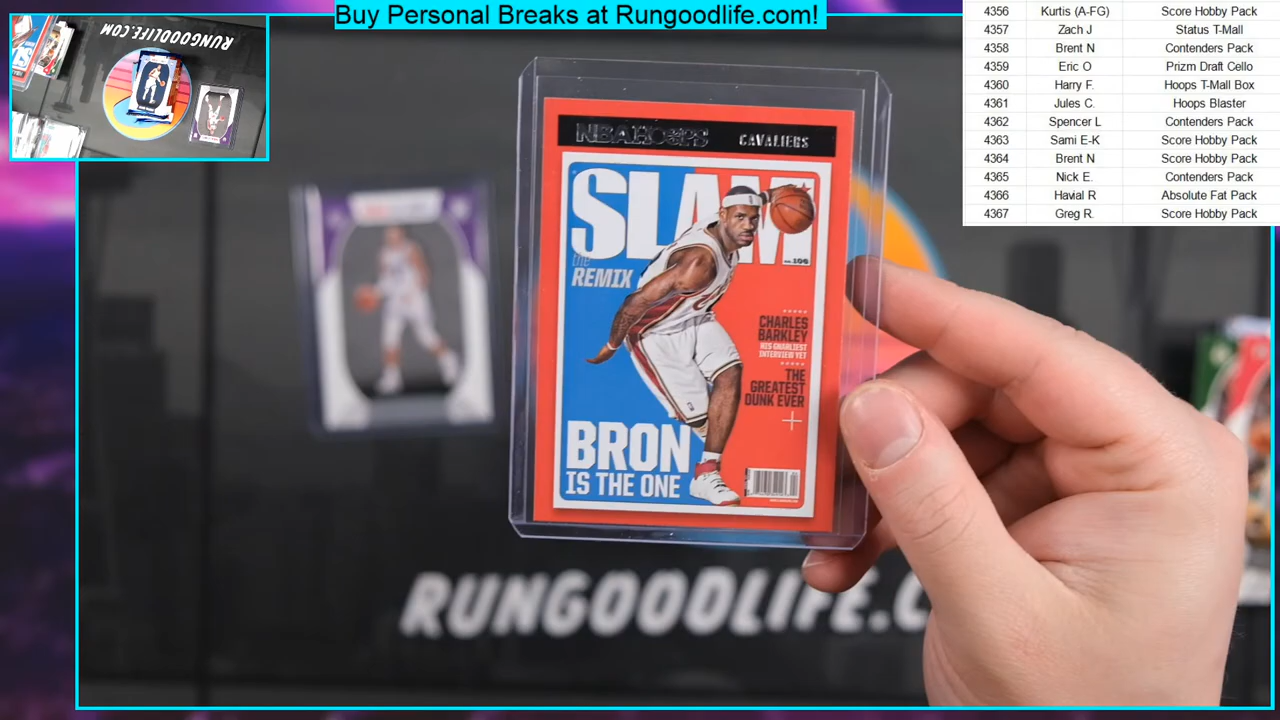 Buy Personal Breaks at Rungoodlife.com!
4356 Kurtis (A-FG) Score Hobby Pack
4357 Zach J Status T-Mall
4358 Brent N Contenders Pack
4359 Eric O Prizm Draft Cello
4360 Harry F. Hoops T-Mall Box
4361 Jules C. Hoops Blaster
4362 Spencer L Contenders Pack
4363 Sami E-K Score Hobby Pack
4364 Brent N Score Hobby Pack
4365 Nick E. Contenders Pack
4366 Havial R Absolute Fat Pack
4367 Greg R. Score Hobby Pack
RUNGOODLIFE.COM
NBA HOOPS CAVALIERS
SLAM
the
REMIX
CHARLES
BARKLEY
HIS GNARLIEST
INTERVIEW YET
THE
GREATEST
DUNK EVER
BRON
IS THE ONE
RUNGOODLIFE.C